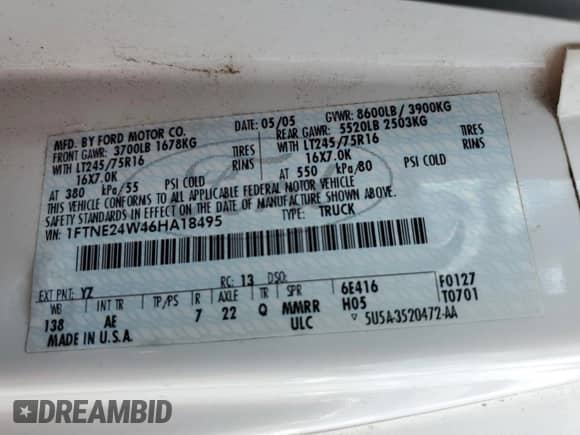 MFD. BY FORD MOTOR CO.
DATE: 05/05
GVWR: 8600LB / 3900KG
FRONT GAWR: 3700LB 1678KG
REAR GAWR: 5520LB 2503KG
WITH LT245/75R16 TIRES
WITH LT245/75R16 TIRES
16X7.0K RINS
16X7.0K RINS
AT 380 kPa/55 PSI COLD
AT 550 kPa/80 PSI COLD
THIS VEHICLE CONFORMS TO ALL APPLICABLE FEDERAL MOTOR VEHICLE
SAFETY STANDARDS IN EFFECT ON THE DATE OF MANUFACTURE SHOWN ABOVE.
VIN: 1FTNE24W46HA18495
TYPE: TRUCK
EXT PNT: YZ RC: 13 DSO:
WB INT TR TP/PS R AXLE TR SPR
138 AE 7 22 Q MMRR
6E416
H05
F0127
T0701
MADE IN U.S.A.
ULC
▽ 5U5A-3520472-AA
DREAMBID